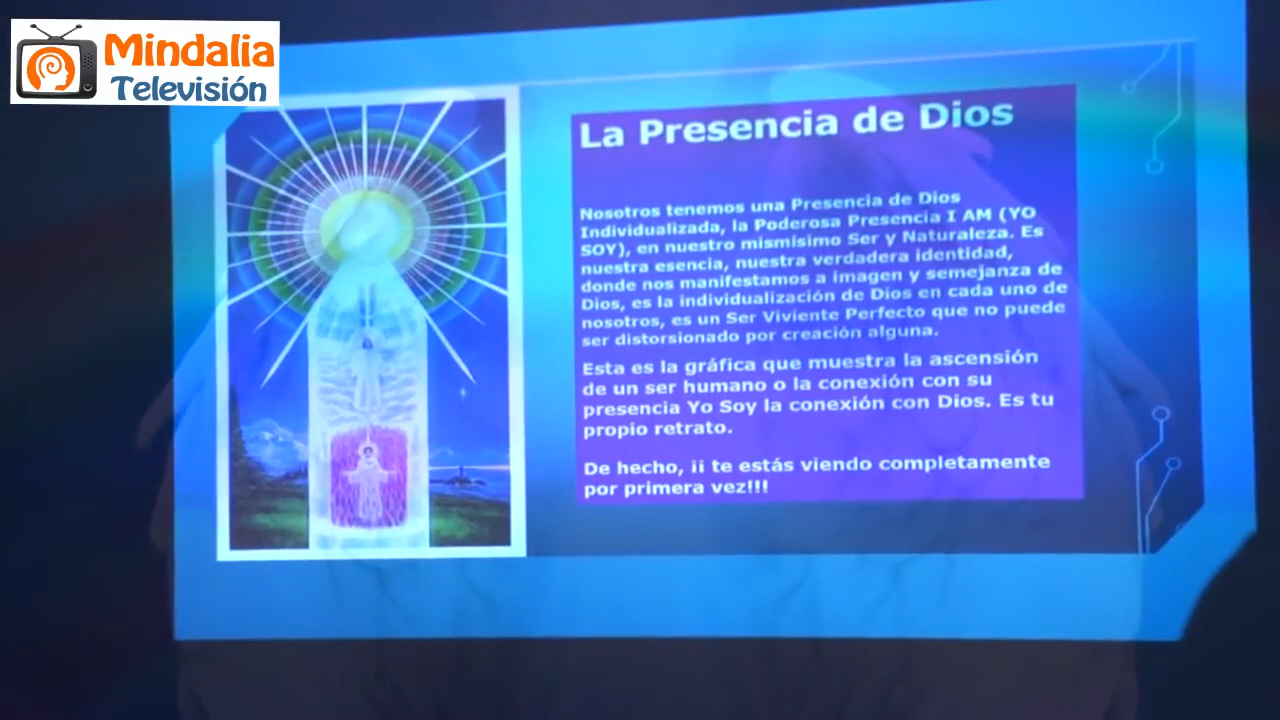 Mindalia
Televisión
La Presencia de Dios
Nosotros tenemos una Presencia de Dios
Individualizada, la Poderosa Presencia I AM (YO
SOY), en nuestro mismísimo Ser y Naturaleza. Es
nuestra esencia, nuestra verdadera identidad,
donde nos manifestamos a imagen y semejanza de
Dios, es la individualización de Dios en cada uno de
nosotros, es un Ser Viviente Perfecto que no puede
ser distorsionado por creación alguna.
Esta es la gráfica que muestra la ascensión
de un ser humano o la conexión con su
presencia Yo Soy la conexión con Dios. Es tu
propio retrato.
De hecho, ¡¡ te estás viendo completamente
por primera vez!!!